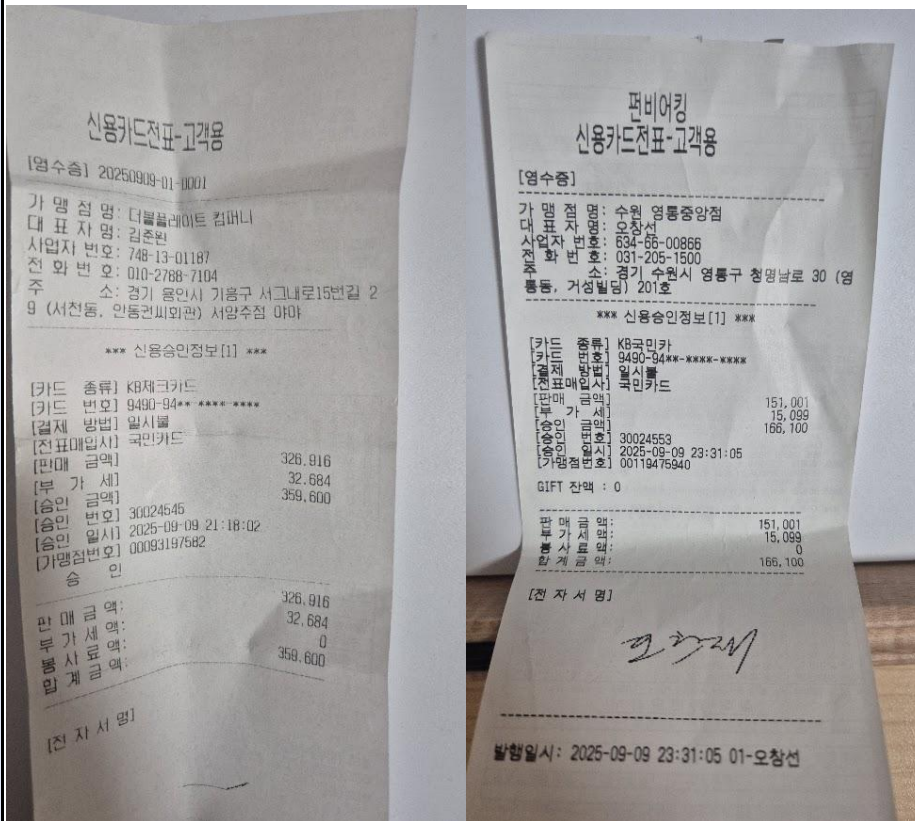 신용카드전표-고객용
[영수증] 20250909-01-0001
가 맹 점 명: 더블플레이트 컴퍼니
대 표 자 명: 김준원
사업자 번호: 748-13-01187
전 화 번 호: 010-2788-7104
주 소: 경기 용인시 기흥구 서그내로15번길 2
9 (서천동, 안동권씨회관) 서양주점 야야
*** 신용승인정보[1] ***
[카드 종류] KB체크카드
[카드 번호] 9490-94**-****-****
[결제 방법] 일시불
[전표매입사] 국민카드
[판매 금액] 326,916
[부 가 세] 32,684
[승인 금액] 359,600
[승인 번호] 30024545
[승인 일시] 2025-09-09 21:18:02
[가맹점번호] 00093197582
승 인
판 매 금 액: 326,916
부 가 세 액: 32,684
봉 사 료 액: 0
합 계 금 액: 359,600
[전 자 서 명]
펀비어킹
신용카드전표-고객용
[영수증]
가 맹 점 명: 수원 영통중앙점
대 표 자 명: 오창선
사업자 번호: 634-66-00866
전 화 번 호: 031-205-1500
주 소: 경기 수원시 영통구 청명남로 30 (영
통동, 거성빌딩) 201호
*** 신용승인정보[1] ***
[카드 종류] KB국민카
[카드 번호] 9490-94**-****-****
[결제 방법] 일시불
[전표매입사] 국민카드
[판매 금액] 151,001
[부 가 세] 15,099
[승인 금액] 166,100
[승인 번호] 30024553
[승인 일시] 2025-09-09 23:31:05
[가맹점번호] 00119475940
GIFT 잔액 : 0
판 매 금 액: 151,001
부 가 세 액: 15,099
봉 사 료 액: 0
합 계 금 액: 166,100
[전 자 서 명]
발행일시: 2025-09-09 23:31:05 01-오창선